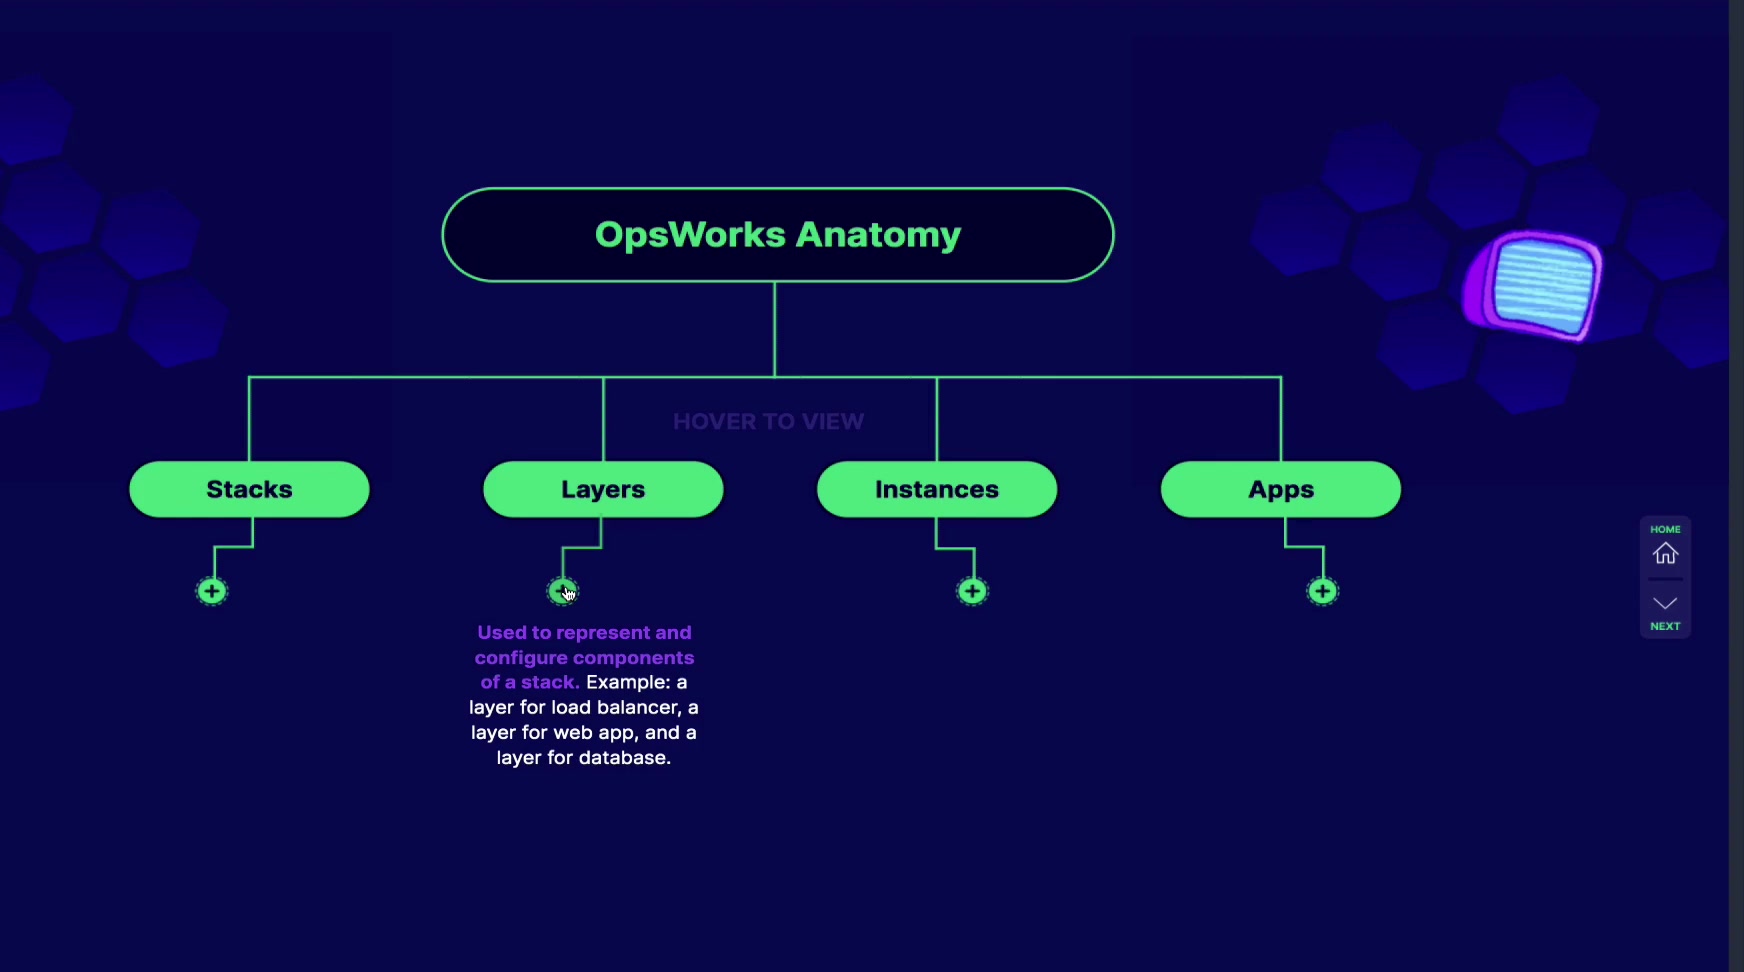 OpsWorks Anatomy
HOVER TO VIEW
Stacks
Layers
Instances
Apps
HOME
NEXT
Used to represent and
configure components
of a stack. Example: a
layer for load balancer, a
layer for web app, and a
layer for database.